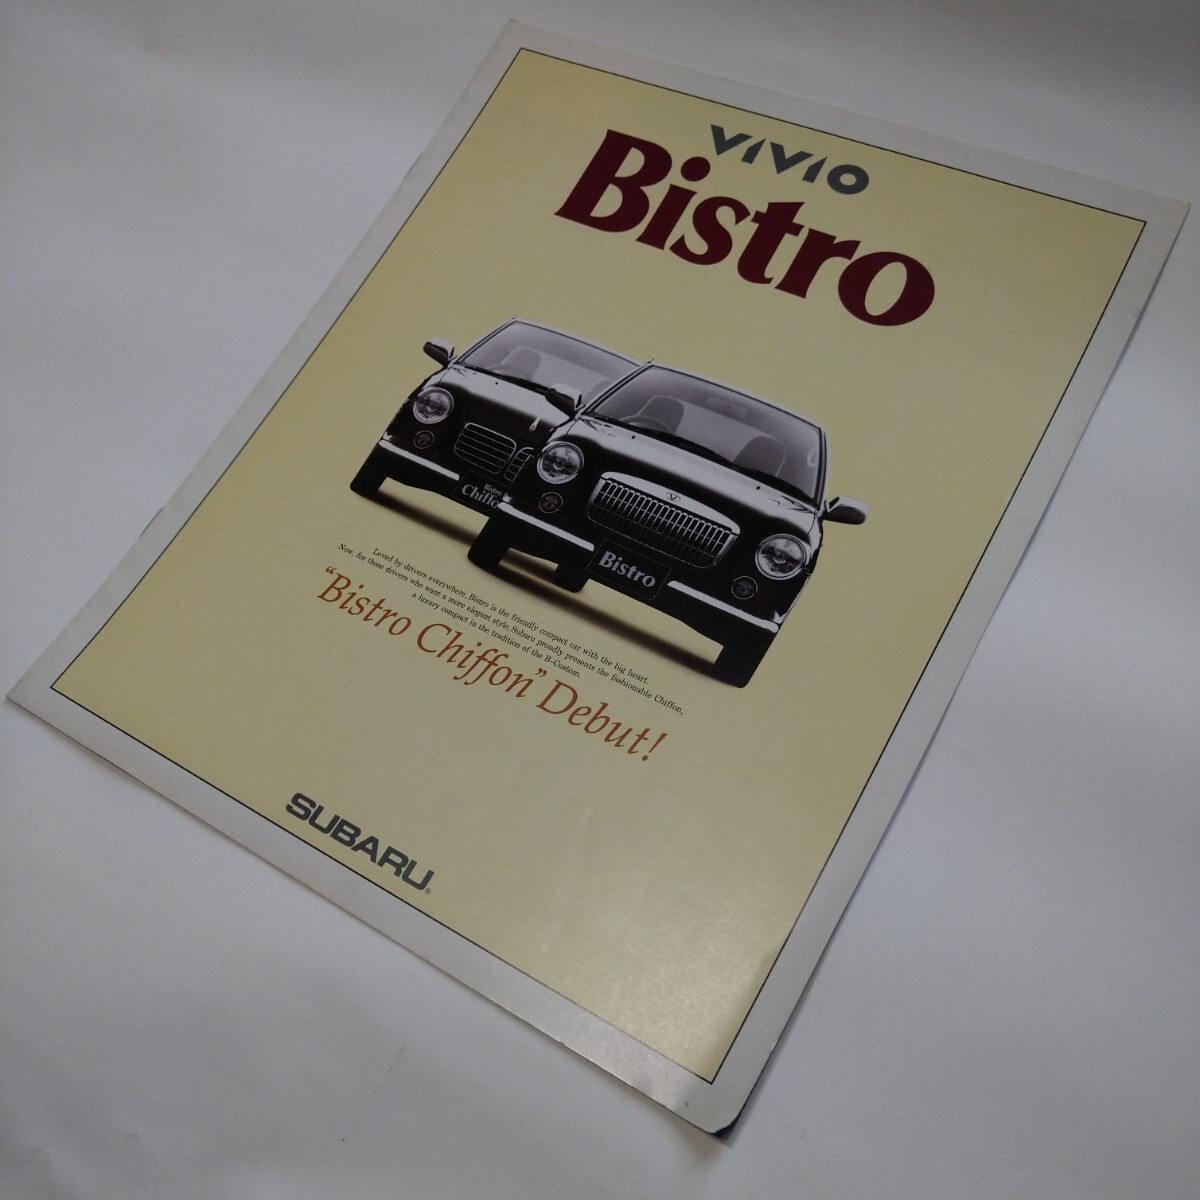 VIVIO
Bistro
Bistro
Chiffo
Bistro
Loved by drivers everywhere, Bistro is the friendly compact car with the big heart.
Now, for those drivers who want a more elegant style, Subaru proudly presents the fashionable Chiffon,
a luxury compact in the tradition of the B-Custom.
“Bistro Chiffon” Debut!
SUBARU®